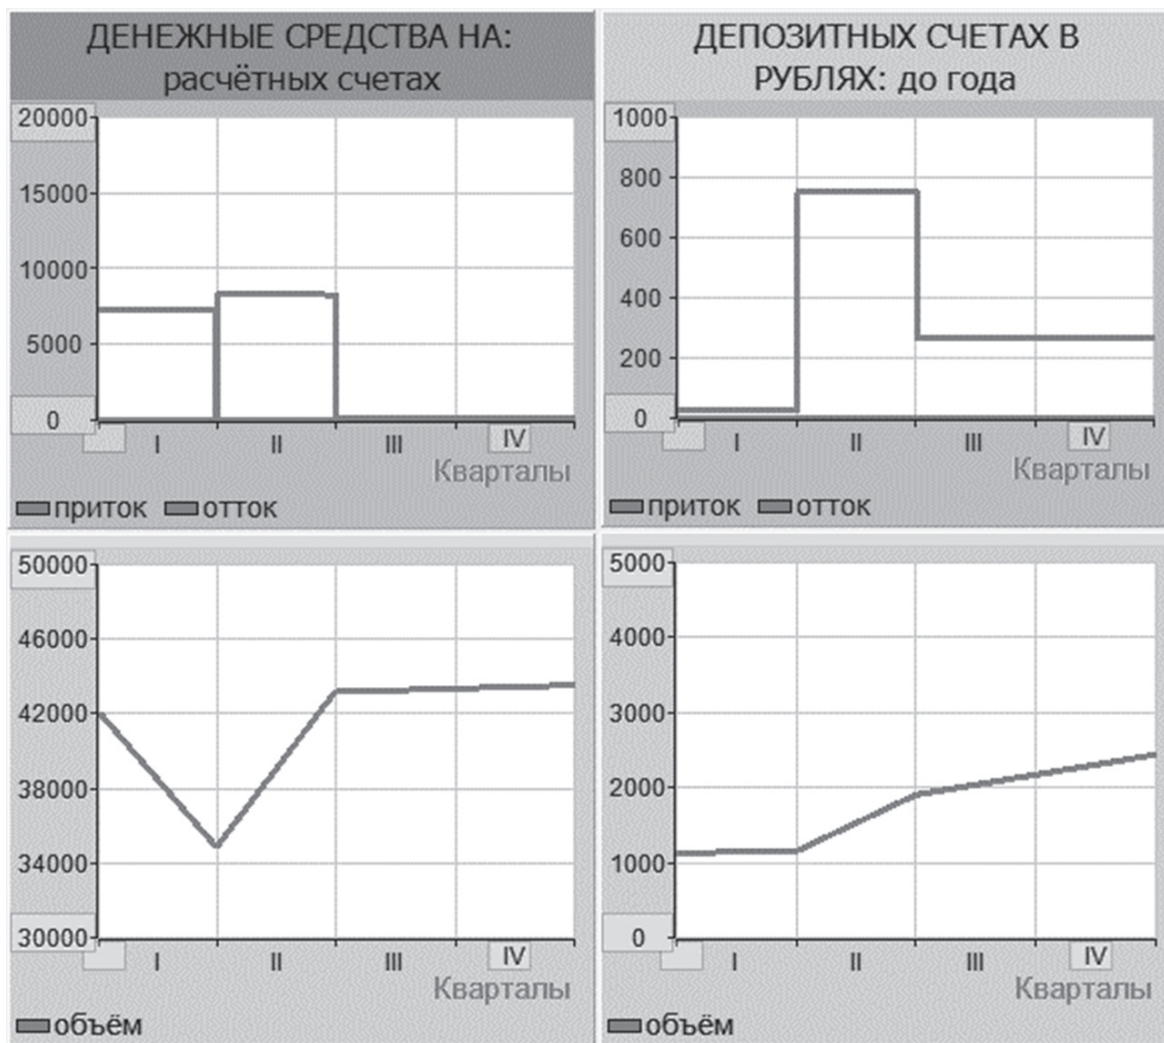 ДЕНЕЖНЫЕ СРЕДСТВА НА:
расчётных счетах
20000
15000
10000
5000
0
I II III IV
Кварталы
приток отток
ДЕПОЗИТНЫХ СЧЕТАХ В
РУБЛЯХ: до года
1000
800
600
400
200
0
I II III IV
Кварталы
приток отток
50000
46000
42000
38000
34000
30000
I II III IV
Кварталы
объём
5000
4000
3000
2000
1000
0
I II III IV
Кварталы
объём